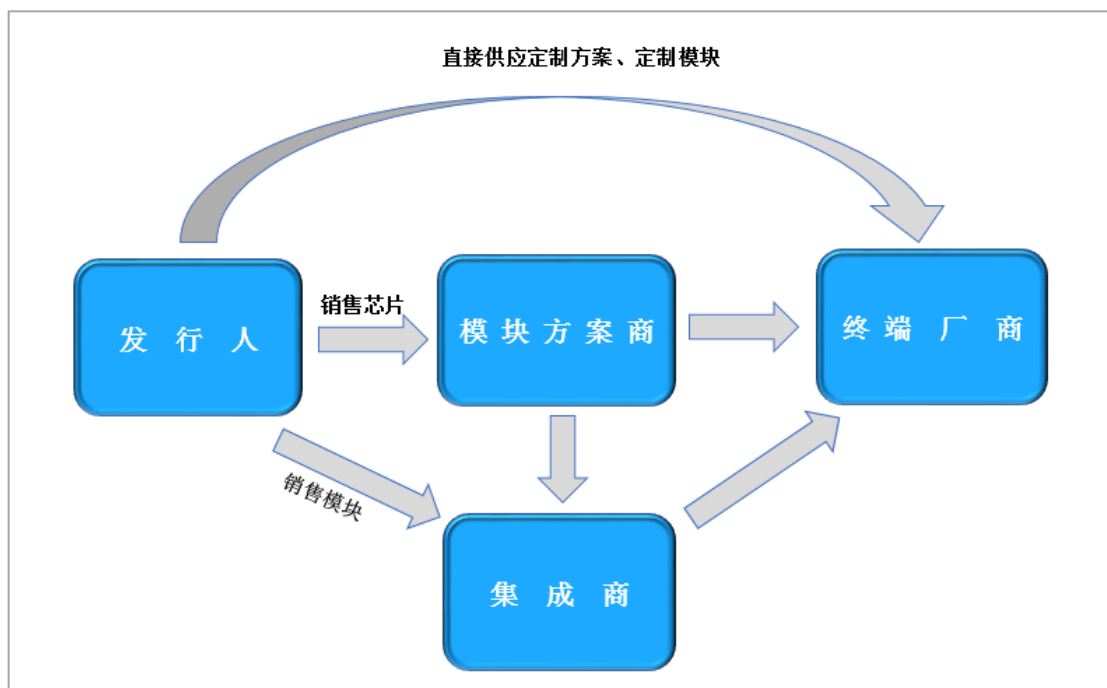 直接供应定制方案、定制模块
销售芯片
发行人
模块方案商
终端厂商
销售模块
集成商